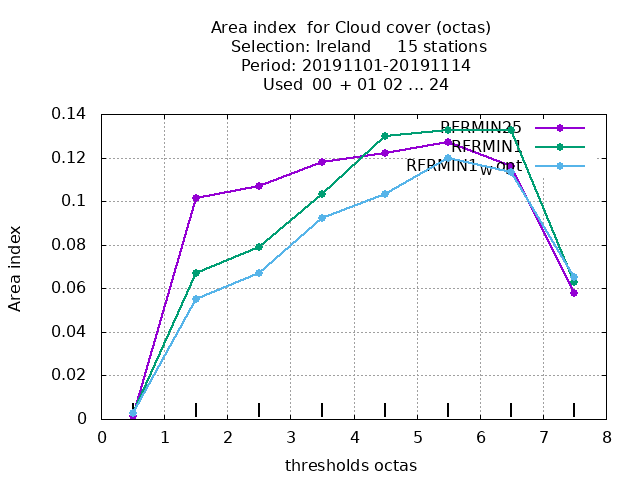 Area index  for Cloud cover (octas)
Selection: Ireland     15 stations
Period: 20191101-20191114
Used  00  + 01 02 ... 24
RFRMIN25
RFRMIN1
RFRMIN1_W_opt
0.14
0.12
0.1
0.08
0.06
0.04
0.02
0
Area index
0 1 2 3 4 5 6 7 8
thresholds octas